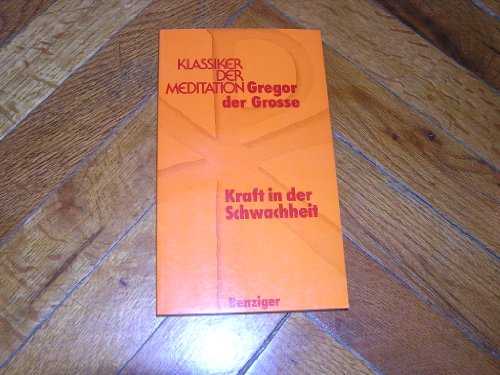 KLASSIKER
DER
MEDITATION Gregor
der Grosse
Kraft in der
Schwachheit
Benziger